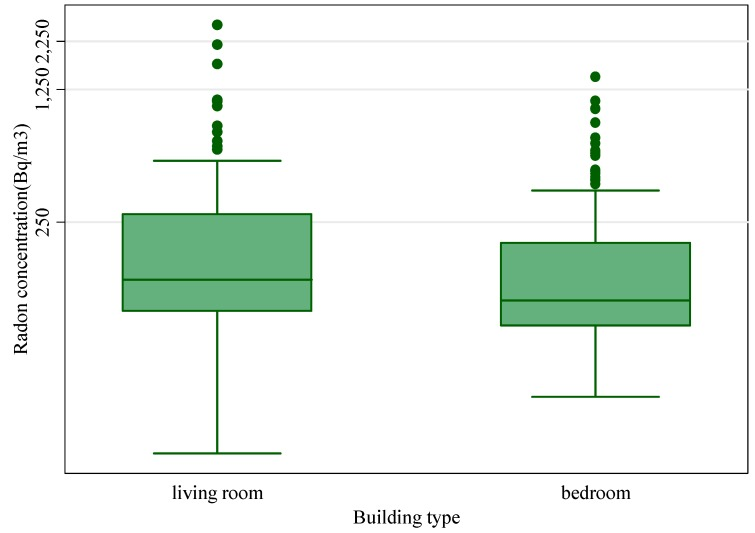 Radon concentration(Bq/m3)
2,250
1,250
250
living room
bedroom
Building type